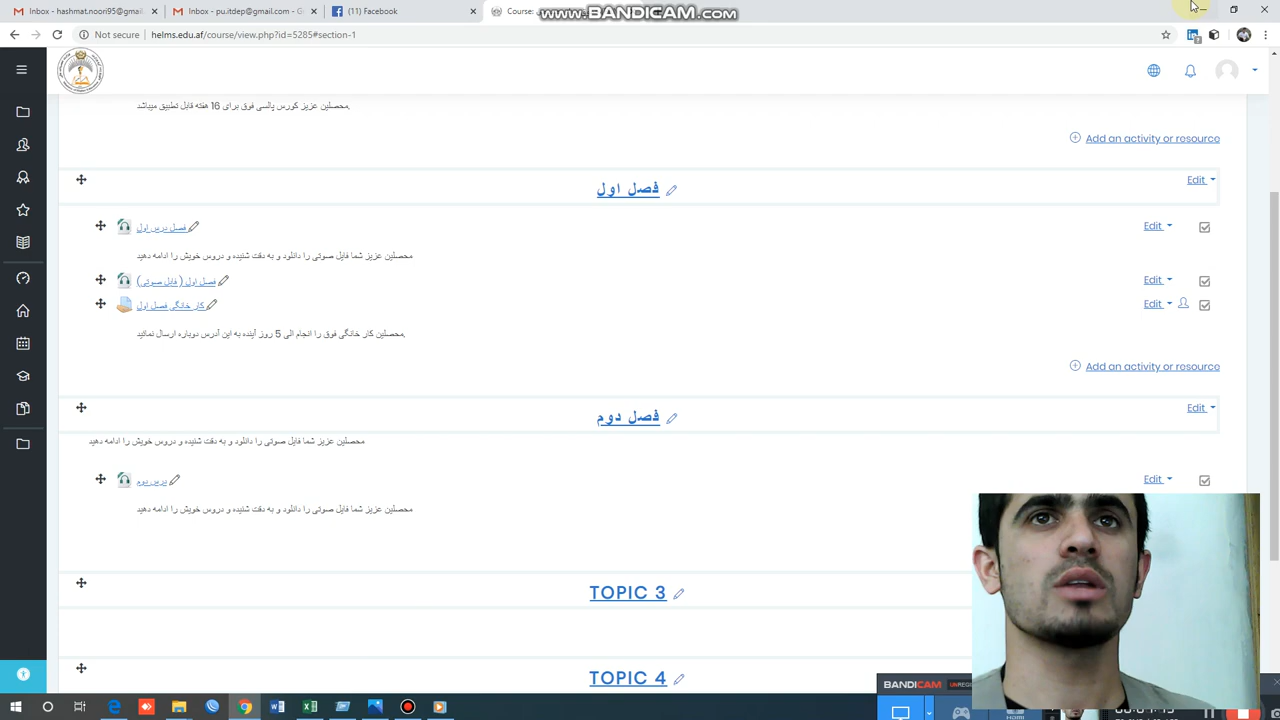 Inbox - hashmat.noori95@gmail.c
Inbox - pu.itdep@gmail.com - Gm
(1) Facebook
Course:
www.BANDICAM.com
Not secure | helms.edu.af/course/view.php?id=5285#section-1
محصلین عزیز کورس پالسی فوق برای 16 هفته قابل تطبیق میباشد.
Add an activity or resource
فصل اول
Edit
فصل درس اول
Edit
محصلین عزیز شما فایل صوتی را دانلود و به دقت شنیده و دروس خویش را ادامه دهید
فصل اول ( فائل صوتی)
Edit
کار خانگی فصل اول
Edit
محصلین کار خانگی فوق را انجام الی 5 روز آینده به این آدرس دوباره ارسال نمائید.
Add an activity or resource
فصل دوم
Edit
محصلین عزیز شما فایل صوتی را دانلود و به دقت شنیده و دروس خویش را ادامه دهید
درس دوم
Edit
محصلین عزیز شما فایل صوتی را دانلود و به دقت شنیده و دروس خویش را ادامه دهید
TOPIC 3
TOPIC 4
BANDICAM
HDMI